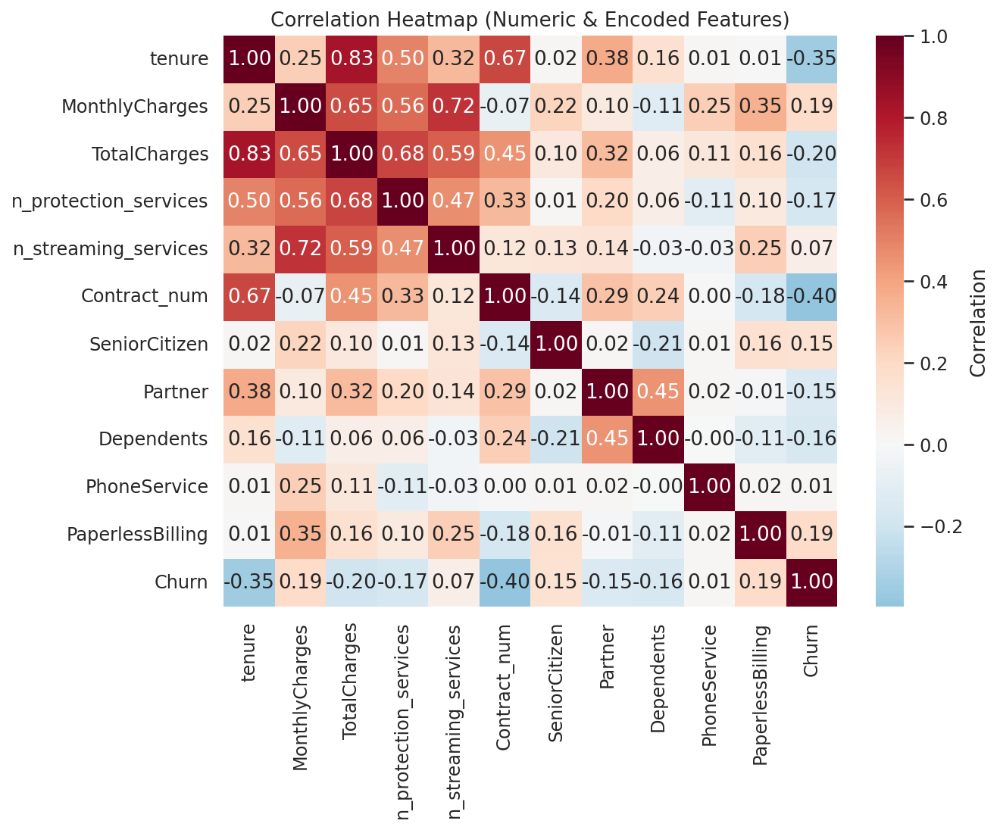 Correlation Heatmap (Numeric & Encoded Features)
tenure 1.00 0.25 0.83 0.50 0.32 0.67 0.02 0.38 0.16 0.01 0.01 -0.35
MonthlyCharges 0.25 1.00 0.65 0.56 0.72 -0.07 0.22 0.10 -0.11 0.25 0.35 0.19
TotalCharges 0.83 0.65 1.00 0.68 0.59 0.45 0.10 0.32 0.06 0.11 0.16 -0.20
n_protection_services 0.50 0.56 0.68 1.00 0.47 0.33 0.01 0.20 0.06 -0.11 0.10 -0.17
n_streaming_services 0.32 0.72 0.59 0.47 1.00 0.12 0.13 0.14 -0.03 -0.03 0.25 0.07
Contract_num 0.67 -0.07 0.45 0.33 0.12 1.00 -0.14 0.29 0.24 0.00 -0.18 -0.40
SeniorCitizen 0.02 0.22 0.10 0.01 0.13 -0.14 1.00 0.02 -0.21 0.01 0.16 0.15
Partner 0.38 0.10 0.32 0.20 0.14 0.29 0.02 1.00 0.45 0.02 -0.01 -0.15
Dependents 0.16 -0.11 0.06 0.06 -0.03 0.24 -0.21 0.45 1.00 -0.00 -0.11 -0.16
PhoneService 0.01 0.25 0.11 -0.11 -0.03 0.00 0.01 0.02 -0.00 1.00 0.02 0.01
PaperlessBilling 0.01 0.35 0.16 0.10 0.25 -0.18 0.16 -0.01 -0.11 0.02 1.00 0.19
Churn -0.35 0.19 -0.20 -0.17 0.07 -0.40 0.15 -0.15 -0.16 0.01 0.19 1.00
tenure
MonthlyCharges
TotalCharges
n_protection_services
n_streaming_services
Contract_num
SeniorCitizen
Partner
Dependents
PhoneService
PaperlessBilling
Churn
1.0
0.8
0.6
0.4
0.2
0.0
−0.2
Correlation